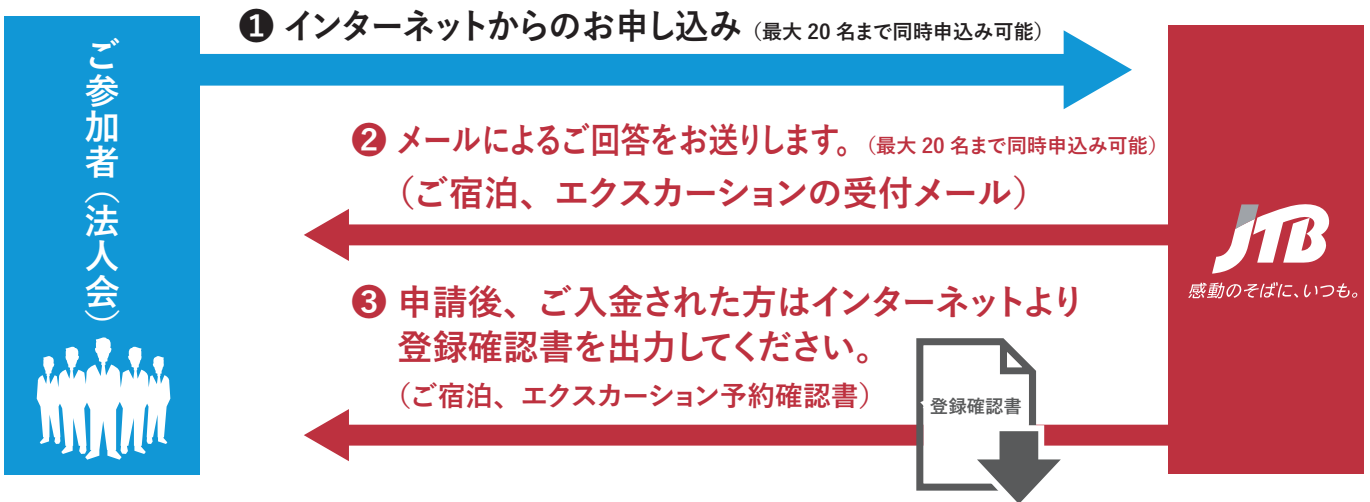 ご参加者（法人会）
❶ インターネットからのお申し込み（最大 20 名まで同時申込み可能）
❷ メールによるご回答をお送りします。（最大 20 名まで同時申込み可能）
（ご宿泊、エクスカーションの受付メール）
❸ 申請後、ご入金された方はインターネットより
登録確認書を出力してください。
（ご宿泊、エクスカーション予約確認書）
登録確認書
JTB
感動のそばに、いつも。